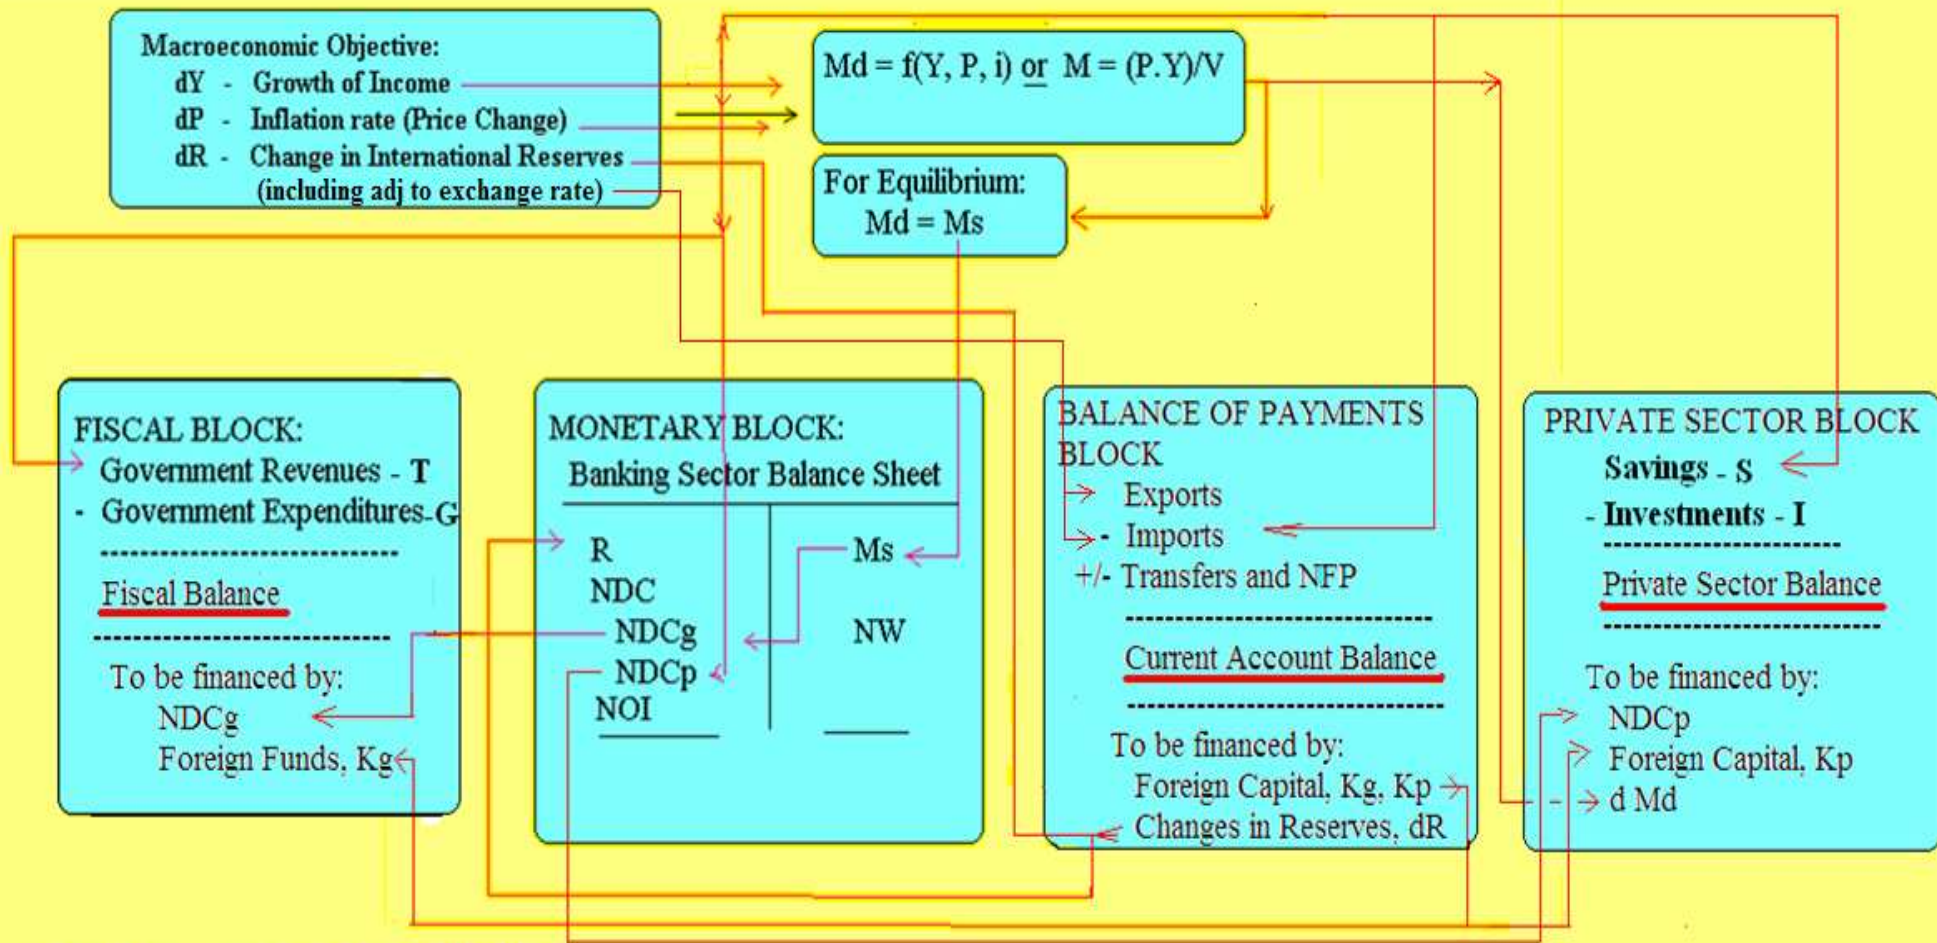 Macroeconomic Objective:
dY - Growth of Income
dP - Inflation rate (Price Change)
dR - Change in International Reserves
(including adj to exchange rate)
Md = f(Y, P, i) or M = (P.Y)/V
For Equilibrium:
Md = Ms
FISCAL BLOCK:
Government Revenues - T
- Government Expenditures-G
------------------------------
Fiscal Balance
------------------------------
To be financed by:
NDCg
Foreign Funds, Kg
MONETARY BLOCK:
Banking Sector Balance Sheet
R Ms
NDC
NDCg NW
NDCp
NOI
BALANCE OF PAYMENTS
BLOCK
Exports
- Imports
+/- Transfers and NFP
------------------------------
Current Account Balance
------------------------------
To be financed by:
Foreign Capital, Kg, Kp
Changes in Reserves, dR
PRIVATE SECTOR BLOCK
Savings - S
- Investments - I
------------------------
Private Sector Balance
----------------------------
To be financed by:
NDCp
Foreign Capital, Kp
d Md